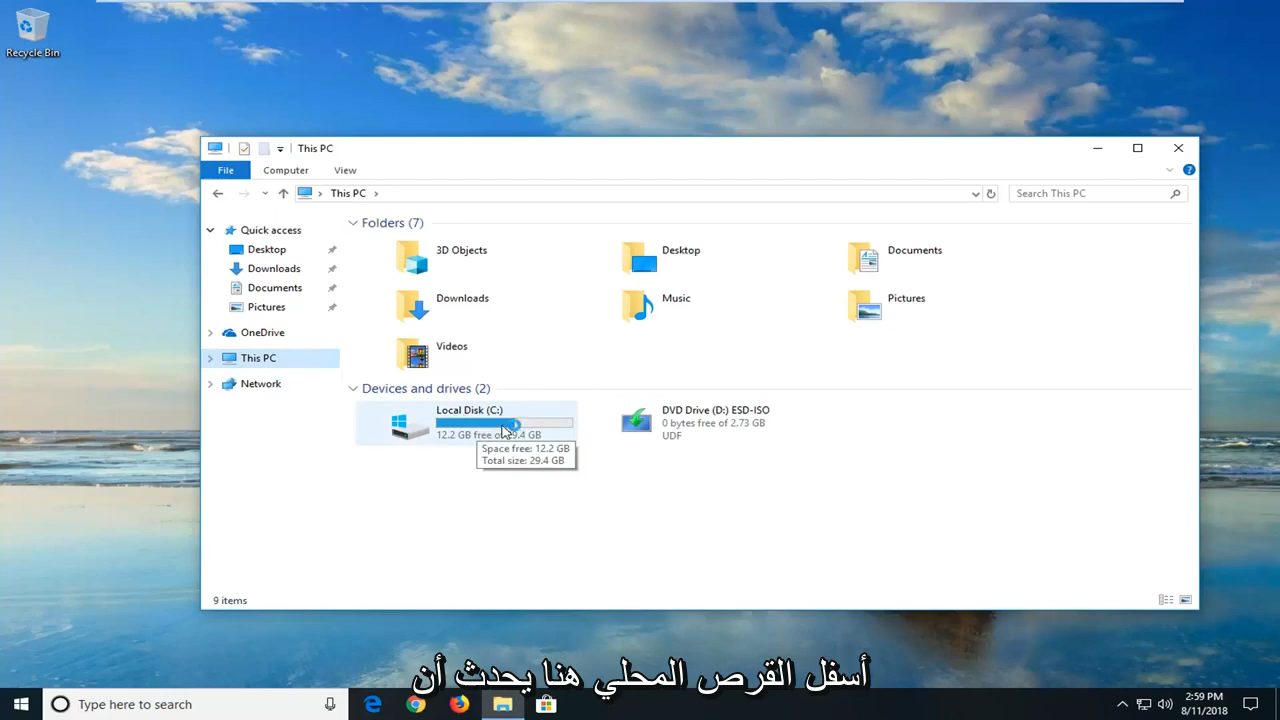 Recycle Bin
This PC
File
Computer
View
This PC
Search This PC
Quick access
Desktop
Downloads
Documents
Pictures
OneDrive
This PC
Network
Folders (7)
3D Objects
Desktop
Documents
Downloads
Music
Pictures
Videos
Devices and drives (2)
Local Disk (C:)
12.2 GB free of 29.4 GB
Space free: 12.2 GB
Total size: 29.4 GB
DVD Drive (D:) ESD-ISO
0 bytes free of 2.73 GB
UDF
9 items
أسفل القرص المحلي هنا يحدث أن
Type here to search
2:59 PM
8/11/2018